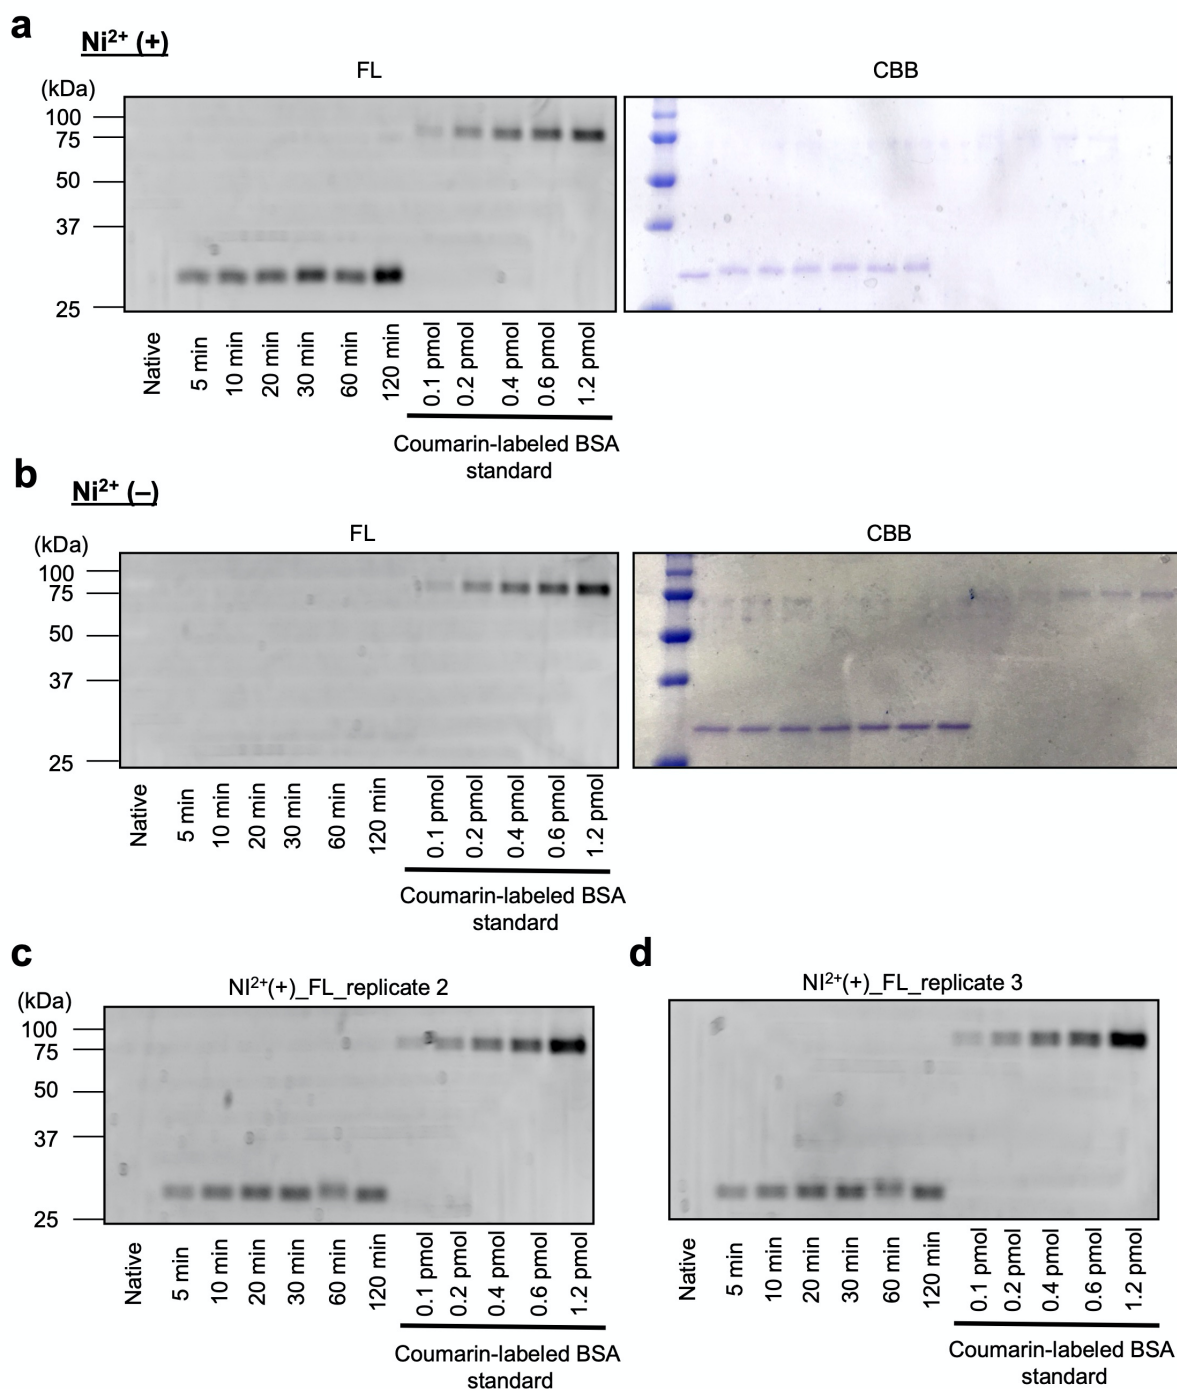 a
Ni²⁺ (+)
FL
CBB
(kDa)
100
75
50
37
25
Native
5 min
10 min
20 min
30 min
60 min
120 min
0.1 pmol
0.2 pmol
0.4 pmol
0.6 pmol
1.2 pmol
Coumarin-labeled BSA
standard
b
Ni²⁺ (–)
FL
CBB
(kDa)
100
75
50
37
25
Native
5 min
10 min
20 min
30 min
60 min
120 min
0.1 pmol
0.2 pmol
0.4 pmol
0.6 pmol
1.2 pmol
Coumarin-labeled BSA
standard
c
NI²⁺(+)_FL_replicate 2
(kDa)
100
75
50
37
25
Native
5 min
10 min
20 min
30 min
60 min
120 min
0.1 pmol
0.2 pmol
0.4 pmol
0.6 pmol
1.2 pmol
Coumarin-labeled BSA
standard
d
NI²⁺(+)_FL_replicate 3
Native
5 min
10 min
20 min
30 min
60 min
120 min
0.1 pmol
0.2 pmol
0.4 pmol
0.6 pmol
1.2 pmol
Coumarin-labeled BSA
standard